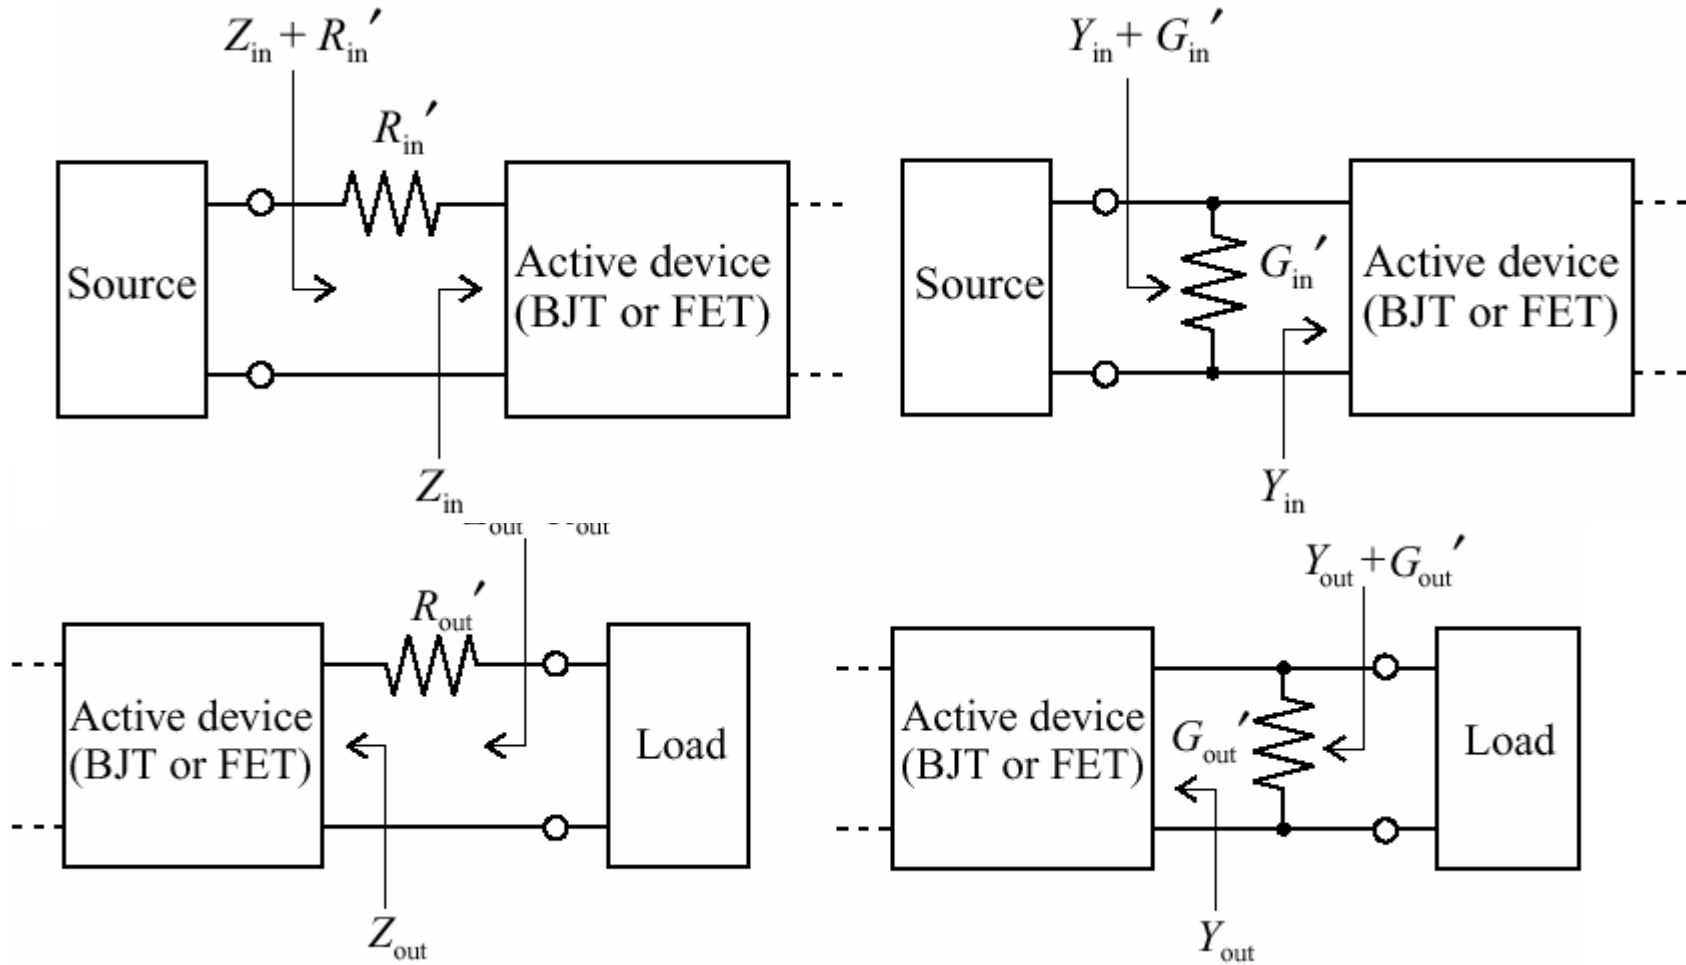 Z_in + R_in′
R_in′
Source
Active device
(BJT or FET)
Z_in
Y_in + G_in′
Source
G_in′
Active device
(BJT or FET)
Y_in
R_out′
Active device
(BJT or FET)
Load
Z_out
Y_out + G_out′
Active device
(BJT or FET)
G_out′
Load
Y_out